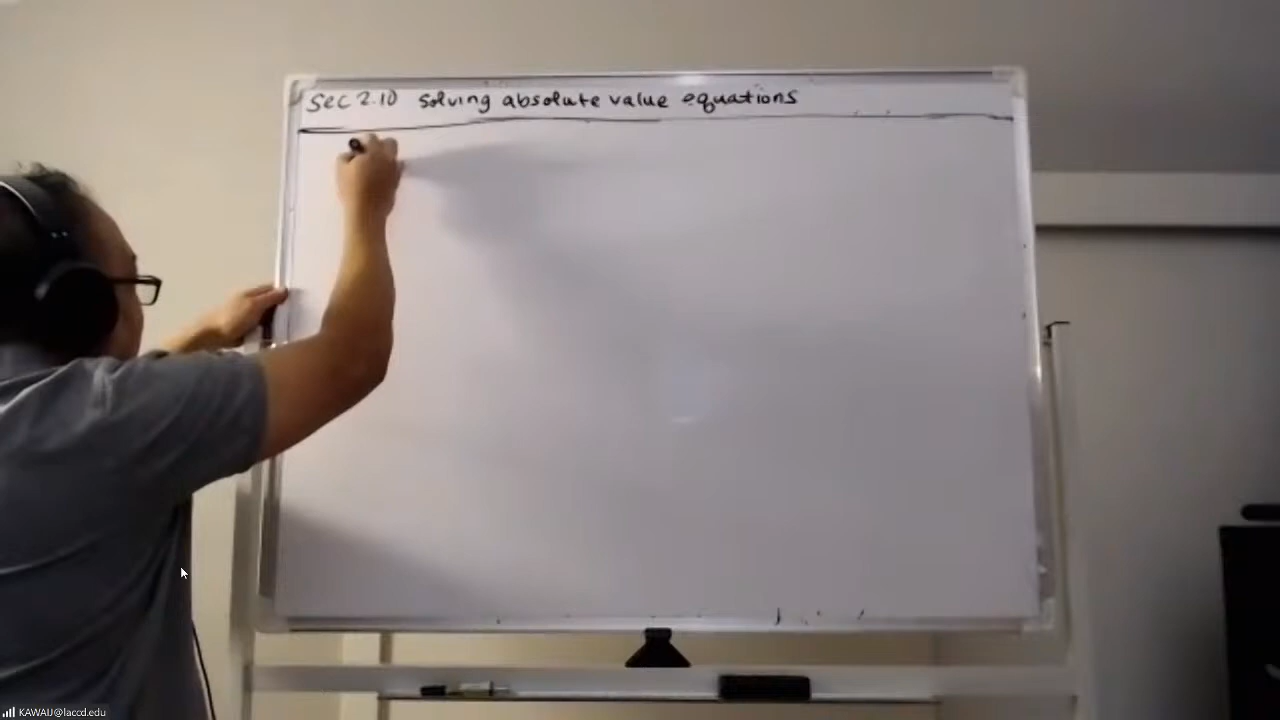 Sec 2.10 Solving absolute value equations
KAWAIJ@laccd.edu